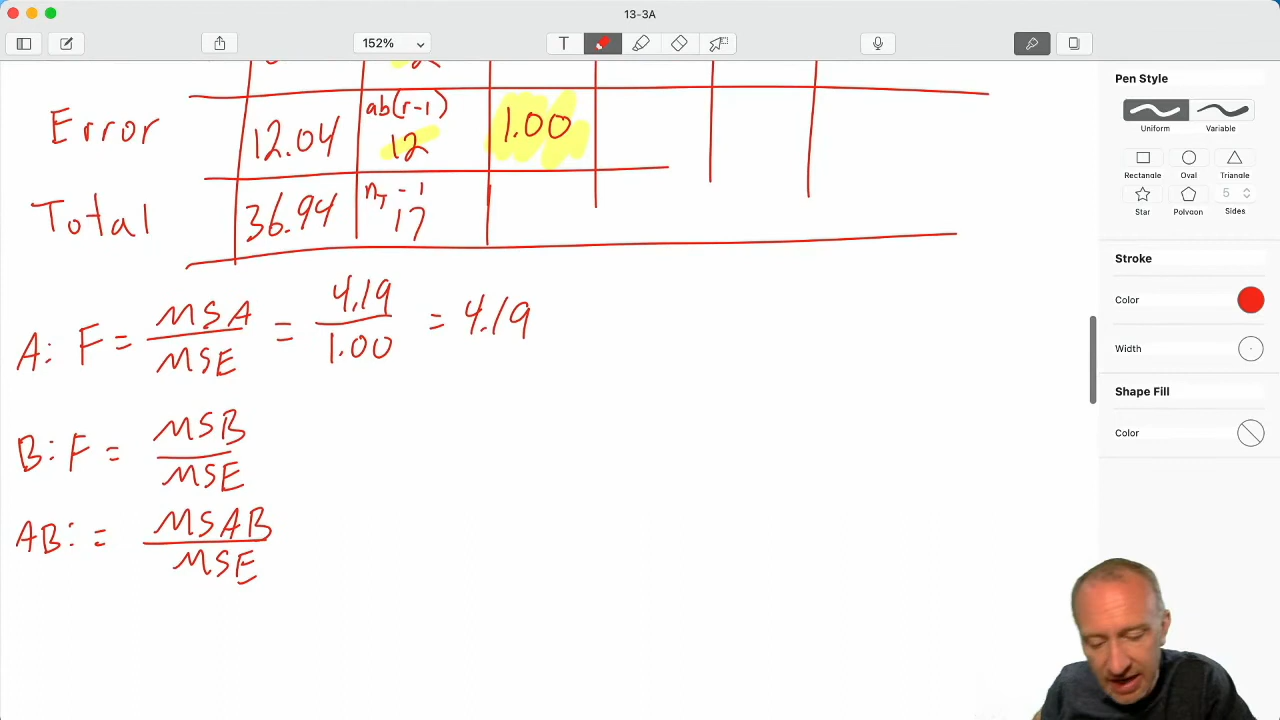 13-3A
152%
T
Pen Style
Uniform
Variable
Rectangle
Oval
Triangle
Star
Polygon
5
Sides
Stroke
Color
Width
Shape Fill
Color
Error
12.04
ab(r-1)
12
1.00
Total
36.94
nT - 1
17
A: F = MSA / MSE = 4.19 / 1.00 = 4.19
B: F = MSB / MSE
AB: = MSAB / MSE